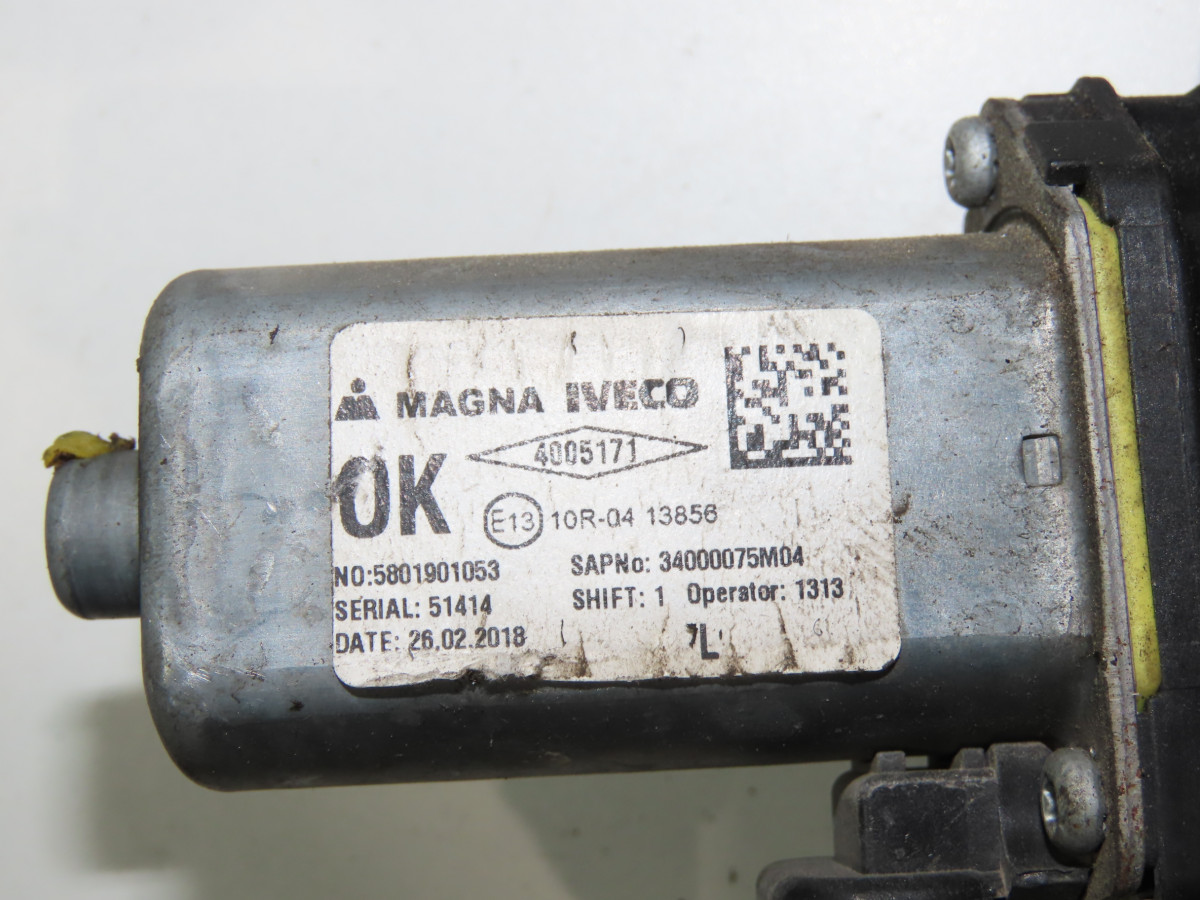 MAGNA IVECO
4005171
OK
E13 10R-04 13856
NO:5801901053 SAPNo: 34000075M04
SERIAL: 51414 SHIFT: 1 Operator: 1313
DATE: 26.02.2018 L